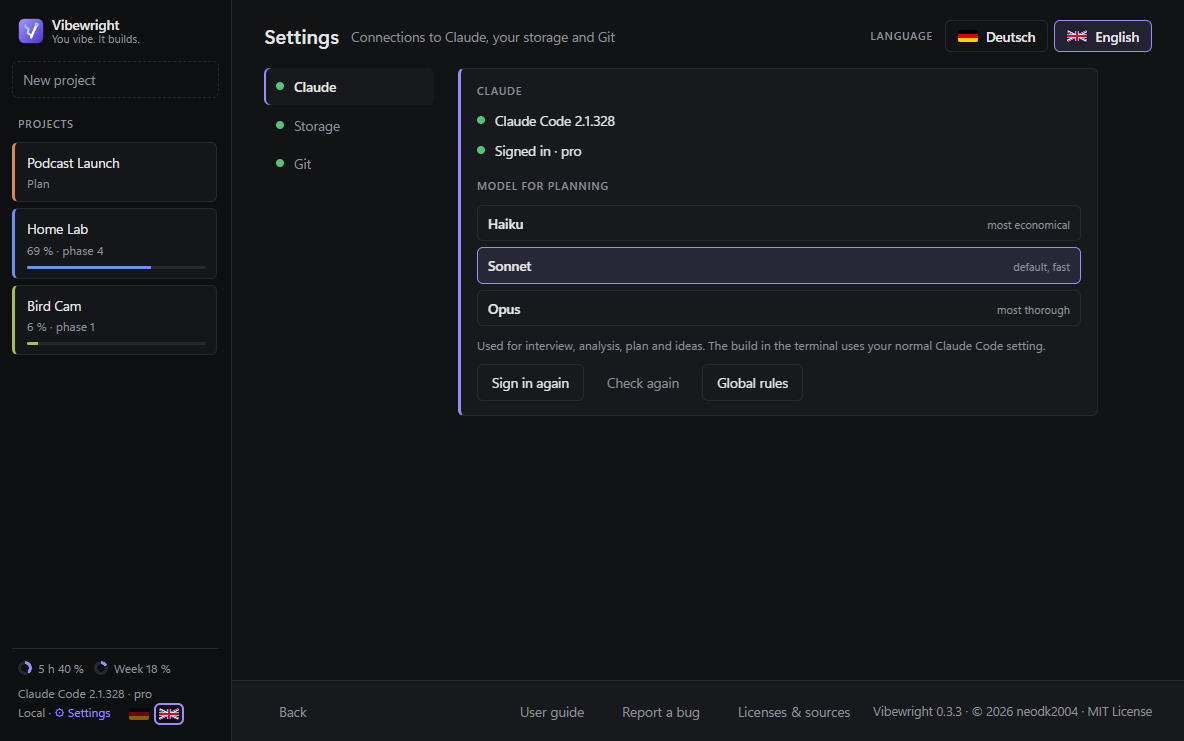 Vibewright
You vibe. It builds.
New project
PROJECTS
Podcast Launch
Plan
Home Lab
69 % · phase 4
Bird Cam
6 % · phase 1
5 h 40 %
Week 18 %
Claude Code 2.1.328 · pro
Local · ⚙ Settings
Settings
Connections to Claude, your storage and Git
LANGUAGE
Deutsch
English
Claude
Storage
Git
CLAUDE
Claude Code 2.1.328
Signed in · pro
MODEL FOR PLANNING
Haiku
most economical
Sonnet
default, fast
Opus
most thorough
Used for interview, analysis, plan and ideas. The build in the terminal uses your normal Claude Code setting.
Sign in again
Check again
Global rules
Back
User guide
Report a bug
Licenses & sources
Vibewright 0.3.3 · © 2026 neodk2004 · MIT License